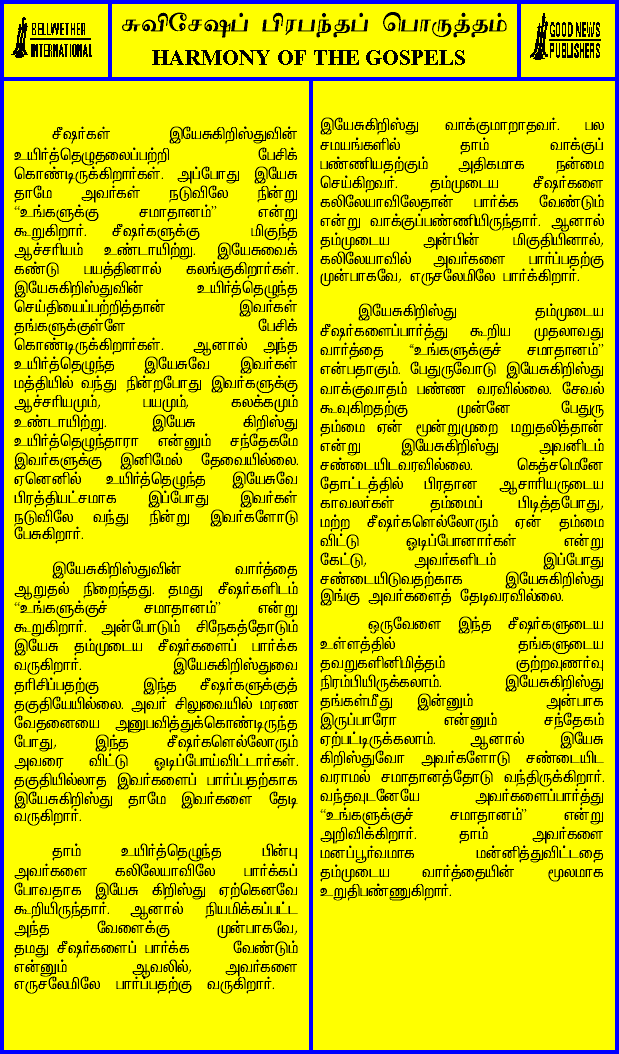 BELLWETHER
INTERNATIONAL
சுவிசேஷப் பிரபந்தப் பொருத்தம்
HARMONY OF THE GOSPELS
GOOD NEWS
PUBLISHERS
சீஷர்கள் இயேசுகிறிஸ்துவின்
உயிர்த்தெழுதலைப்பற்றி பேசிக்
கொண்டிருக்கிறார்கள். அப்போது இயேசு
தாமே அவர்கள் நடுவிலே நின்று
“உங்களுக்கு சமாதானம்” என்று
கூறுகிறார். சீஷர்களுக்கு மிகுந்த
ஆச்சரியம் உண்டாயிற்று. இயேசுவைக்
கண்டு பயத்தினால் கலங்குகிறார்கள்.
இயேசுகிறிஸ்துவின் உயிர்த்தெழுந்த
செய்தியைப்பற்றித்தான் இவர்கள்
தங்களுக்குள்ளே பேசிக்
கொண்டிருக்கிறார்கள். ஆனால் அந்த
உயிர்த்தெழுந்த இயேசுவே இவர்கள்
மத்தியில் வந்து நின்றபோது இவர்களுக்கு
ஆச்சரியமும், பயமும், கலக்கமும்
உண்டாயிற்று. இயேசு கிறிஸ்து
உயிர்த்தெழுந்தாரா என்னும் சந்தேகமே
இவர்களுக்கு இனிமேல் தேவையில்லை.
ஏனெனில் உயிர்த்தெழுந்த இயேசுவே
பிரத்தியட்சமாக இப்போது இவர்கள்
நடுவிலே வந்து நின்று இவர்களோடு
பேசுகிறார்.
இயேசுகிறிஸ்துவின் வார்த்தை
ஆறுதல் நிறைந்தது. தமது சீஷர்களிடம்
“உங்களுக்குச் சமாதானம்” என்று
கூறுகிறார். அன்போடும் சிநேகத்தோடும்
இயேசு தம்முடைய சீஷர்களைப் பார்க்க
வருகிறார். இயேசுகிறிஸ்துவை
தரிசிப்பதற்கு இந்த சீஷர்களுக்குத்
தகுதியேயில்லை. அவர் சிலுவையில் மரண
வேதனையை அனுபவித்துக்கொண்டிருந்த
போது, இந்த சீஷர்களெல்லோரும்
அவரை விட்டு ஓடிப்போய்விட்டார்கள்.
தகுதியில்லாத இவர்களைப் பார்ப்பதற்காக
இயேசுகிறிஸ்து தாமே இவர்களை தேடி
வருகிறார்.
தாம் உயிர்த்தெழுந்த பின்பு
அவர்களை கலிலேயாவிலே பார்க்கப்
போவதாக இயேசு கிறிஸ்து ஏற்கெனவே
கூறியிருந்தார். ஆனால் நியமிக்கப்பட்ட
அந்த வேளைக்கு முன்பாகவே,
தமது சீஷர்களைப் பார்க்க வேண்டும்
என்னும் ஆவலில், அவர்களை
எருசலேமிலே பார்ப்பதற்கு வருகிறார்.
இயேசுகிறிஸ்து வாக்குமாறாதவர். பல
சமயங்களில் தாம் வாக்குப்
பண்ணியதற்கும் அதிகமாக நன்மை
செய்கிறவர். தம்முடைய சீஷர்களை
கலிலேயாவிலேதான் பார்க்க வேண்டும்
என்று வாக்குப்பண்ணியிருந்தார். ஆனால்
தம்முடைய அன்பின் மிகுதியினால்,
கலிலேயாவில் அவர்களை பார்ப்பதற்கு
முன்பாகவே, எருசலேமிலே பார்க்கிறார்.
இயேசுகிறிஸ்து தம்முடைய
சீஷர்களைப்பார்த்து கூறிய முதலாவது
வார்த்தை “உங்களுக்குச் சமாதானம்”
என்பதாகும். பேதுருவோடு இயேசுகிறிஸ்து
வாக்குவாதம் பண்ண வரவில்லை. சேவல்
கூவுகிறதற்கு முன்னே பேதுரு
தம்மை ஏன் மூன்றுமுறை மறுதலித்தான்
என்று இயேசுகிறிஸ்து அவனிடம்
சண்டையிடவரவில்லை. கெத்சமெனே
தோட்டத்தில் பிரதான ஆசாரியருடைய
காவலர்கள் தம்மைப் பிடித்தபோது,
மற்ற சீஷர்களெல்லோரும் ஏன் தம்மை
விட்டு ஓடிப்போனார்கள் என்று
கேட்டு, அவர்களிடம் இப்போது
சண்டையிடுவதற்காக இயேசுகிறிஸ்து
இங்கு அவர்களைத் தேடிவரவில்லை.
ஒருவேளை இந்த சீஷர்களுடைய
உள்ளத்தில் தங்களுடைய
தவறுகளினிமித்தம் குற்றவுணர்வு
நிரம்பியிருக்கலாம். இயேசுகிறிஸ்து
தங்கள்மீது இன்னும் அன்பாக
இருப்பாரோ என்னும் சந்தேகம்
ஏற்பட்டிருக்கலாம். ஆனால் இயேசு
கிறிஸ்துவோ அவர்களோடு சண்டையிட
வராமல் சமாதானத்தோடு வந்திருக்கிறார்.
வந்தவுடனேயே அவர்களைப்பார்த்து
“உங்களுக்குச் சமாதானம்” என்று
அறிவிக்கிறார். தாம் அவர்களை
மனப்பூர்வமாக மன்னித்துவிட்டதை
தம்முடைய வார்த்தையின் மூலமாக
உறுதிபண்ணுகிறார்.